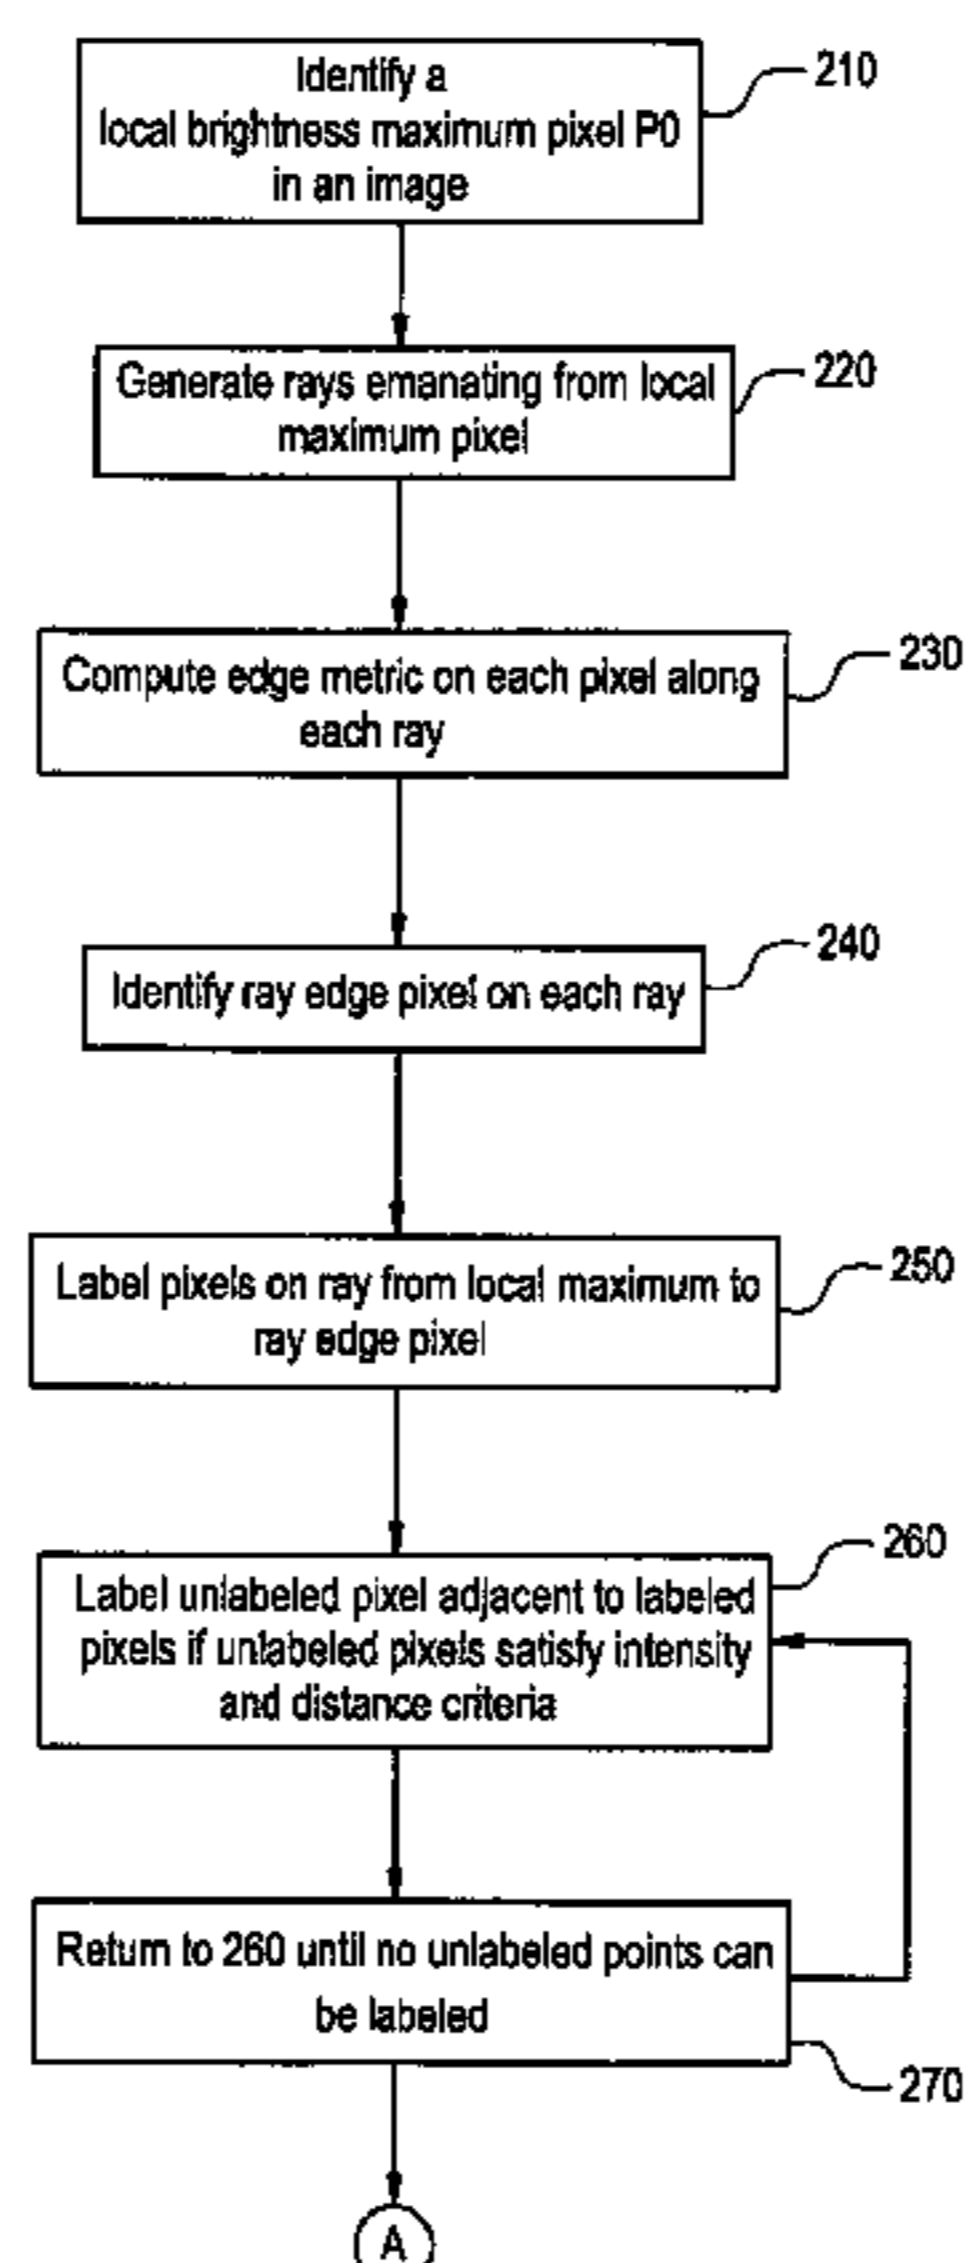 Identify a
local brightness maximum pixel P0
in an image
210
Generate rays emanating from local
maximum pixel
220
Compute edge metric on each pixel along
each ray
230
Identify ray edge pixel on each ray
240
Label pixels on ray from local maximum to
ray edge pixel
250
Label unlabeled pixel adjacent to labeled
pixels if unlabeled pixels satisfy intensity
and distance criteria
260
Return to 260 until no unlabeled points can
be labeled
270
A